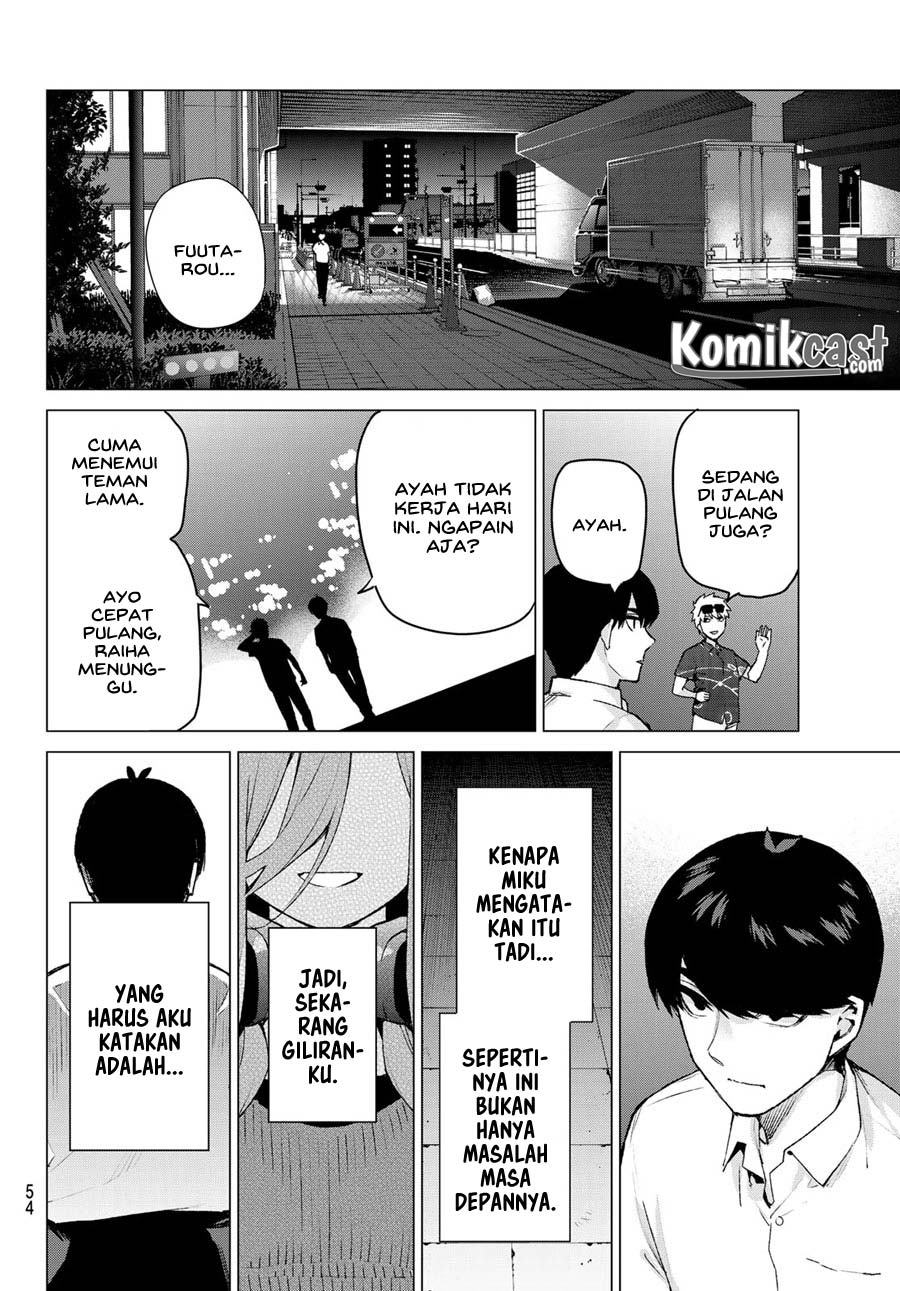 FUUTA-
ROU...
Komikcast
.com
SEDANG
DI JALAN
PULANG
JUGA?
AYAH.
AYAH TIDAK
KERJA HARI
INI. NGAPAIN
AJA?
CUMA
MENEMUI
TEMAN
LAMA.
AYO
CEPAT
PULANG,
RAIHA
MENUNG-
GU.
KENAPA
MIKU
MENGATA-
KAN ITU
TADI...
SEPERTI-
NYA INI
BUKAN
HANYA
MASALAH
MASA
DEPANNYA.
JADI,
SEKA-
RANG
GILIRAN-
KU.
YANG
HARUS AKU
KATAKAN
ADALAH...
54